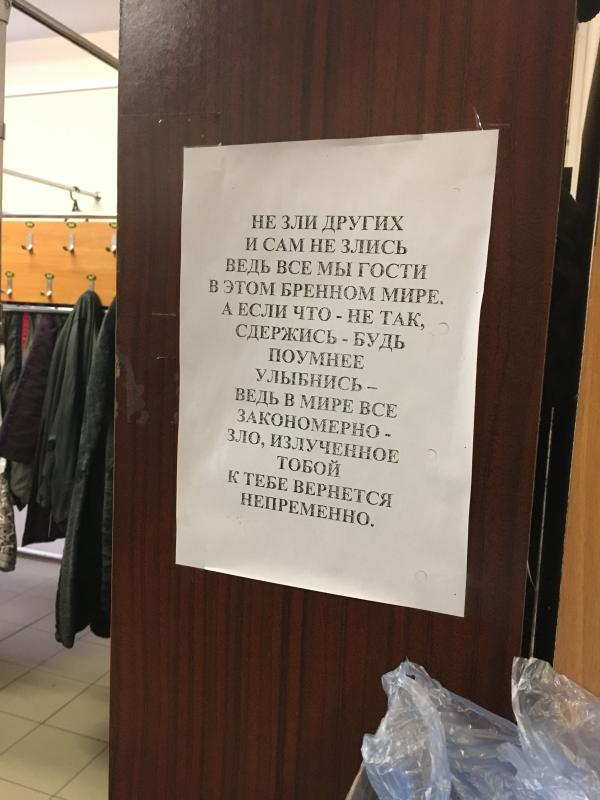 НЕ ЗЛИ ДРУГИХ
И САМ НЕ ЗЛИСЬ
ВЕДЬ ВСЕ МЫ ГОСТИ
В ЭТОМ БРЕННОМ МИРЕ.
А ЕСЛИ ЧТО - НЕ ТАК,
СДЕРЖИСЬ - БУДЬ
ПОУМНЕЕ
УЛЫБНИСЬ –
ВЕДЬ В МИРЕ ВСЕ
ЗАКОНОМЕРНО -
ЗЛО, ИЗЛУЧЕННОЕ
ТОБОЙ
К ТЕБЕ ВЕРНЕТСЯ
НЕПРЕМЕННО.